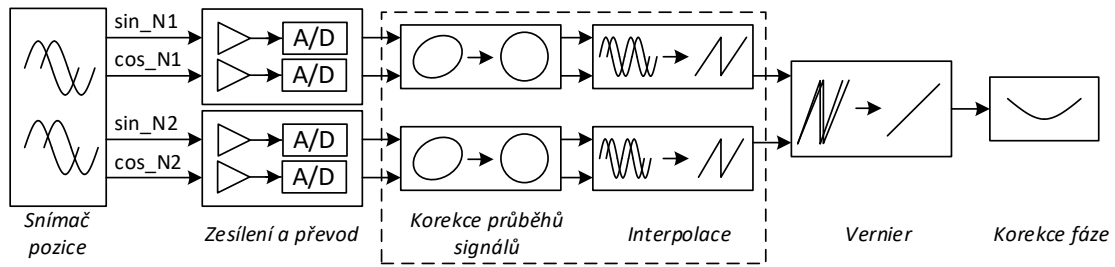 sin_N1
cos_N1
sin_N2
cos_N2
A/D
A/D
A/D
A/D
Snímač
pozice
Zesílení a převod
Korekce průběhů
signálů
Interpolace
Vernier
Korekce fáze